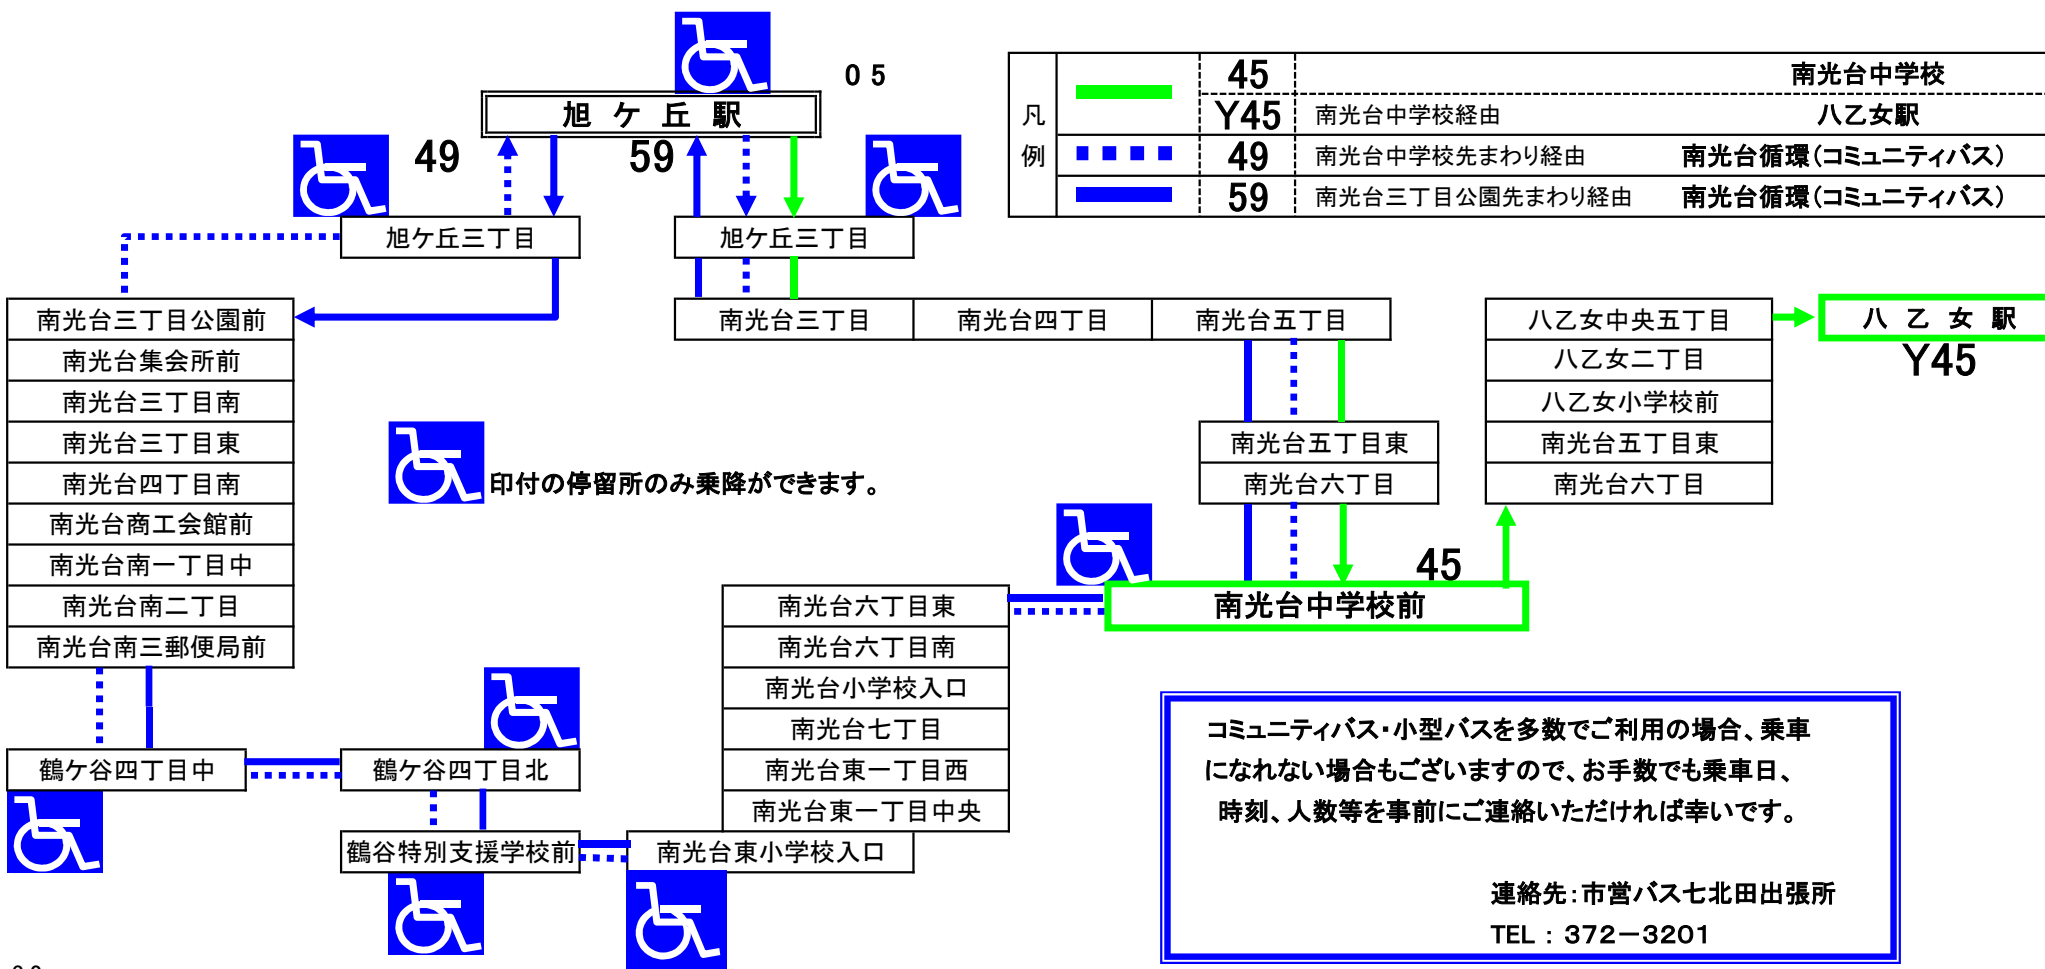 ０５
旭ケ丘駅
凡例
45
南光台中学校
Y45
南光台中学校経由
八乙女駅
49
南光台中学校先まわり経由
南光台循環（コミュニティバス）
59
南光台三丁目公園先まわり経由
南光台循環（コミュニティバス）
49
59
旭ケ丘三丁目
旭ケ丘三丁目
南光台三丁目
南光台四丁目
南光台五丁目
南光台三丁目公園前
南光台集会所前
南光台三丁目南
南光台三丁目東
南光台四丁目南
南光台商工会館前
南光台南一丁目中
南光台南二丁目
南光台南三郵便局前
八乙女中央五丁目
八乙女二丁目
八乙女小学校前
南光台五丁目東
南光台六丁目
八乙女駅
Y45
南光台五丁目東
南光台六丁目
印付の停留所のみ乗降ができます。
45
南光台中学校前
南光台六丁目東
南光台六丁目南
南光台小学校入口
南光台七丁目
南光台東一丁目西
南光台東一丁目中央
鶴ケ谷四丁目中
鶴ケ谷四丁目北
鶴谷特別支援学校前
南光台東小学校入口
コミュニティバス・小型バスを多数でご利用の場合、乗車
になれない場合もございますので、お手数でも乗車日、
時刻、人数等を事前にご連絡いただければ幸いです。
連絡先：市営バス七北田出張所
TEL：372－3201